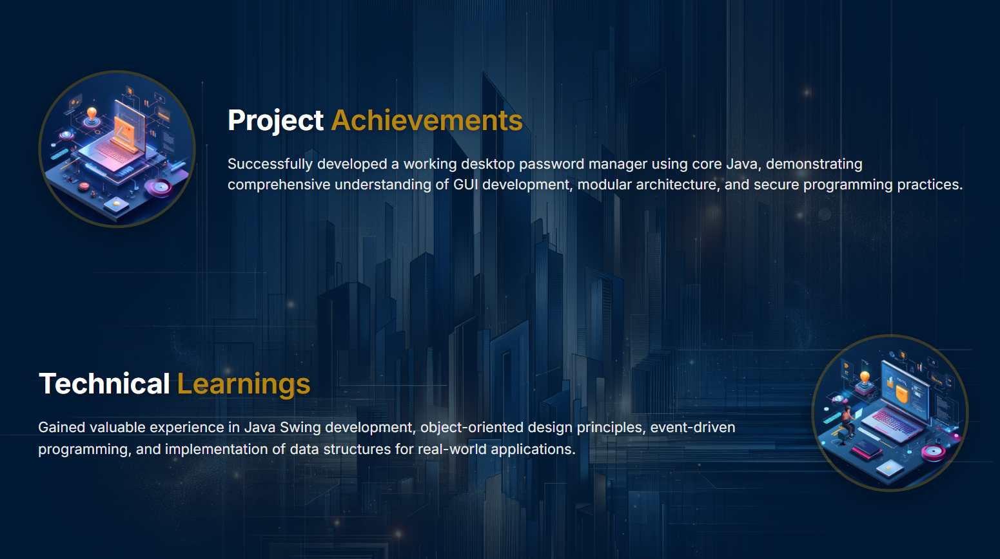 Project Achievements
Successfully developed a working desktop password manager using core Java, demonstrating
comprehensive understanding of GUI development, modular architecture, and secure programming practices.
Technical Learnings
Gained valuable experience in Java Swing development, object-oriented design principles, event-driven
programming, and implementation of data structures for real-world applications.